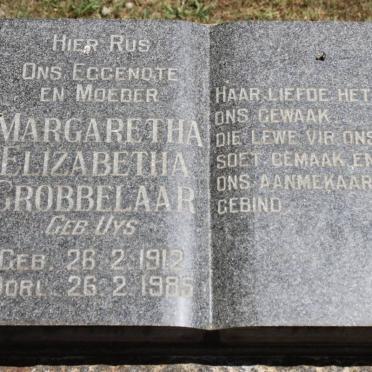 HIER RUS
ONS EGGENOTE
EN MOEDER
MARGARETHA
ELIZABETHA
GROBBELAAR
GEB. UYS
GEB. 26.2.1912
OORL. 26.2.1985
HAAR LIEFDE HET
ONS GEWAAK
DIE LEWE VIR ONS
SOET GEMAAK EN
ONS AANMEKAAR
GEBIND